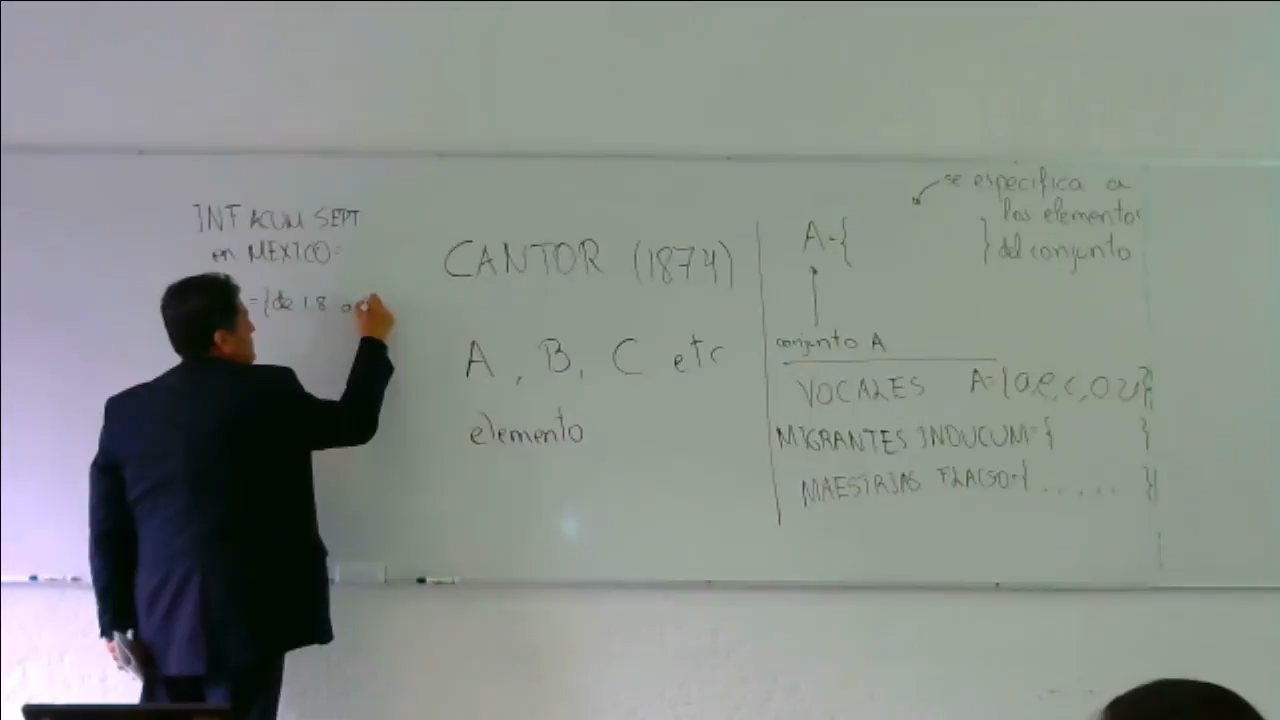 INF ACUM SEPT
en MEXICO=
={de 18 a
CANTOR (1874)
A, B, C etc
elemento
se especifica a
los elementos
del conjunto
A={ }
conjunto A
VOCALES A={a,e,i,o u}
MIGRANTES INDOCUM={ }
MAESTRIAS FLACSO={ ..... }